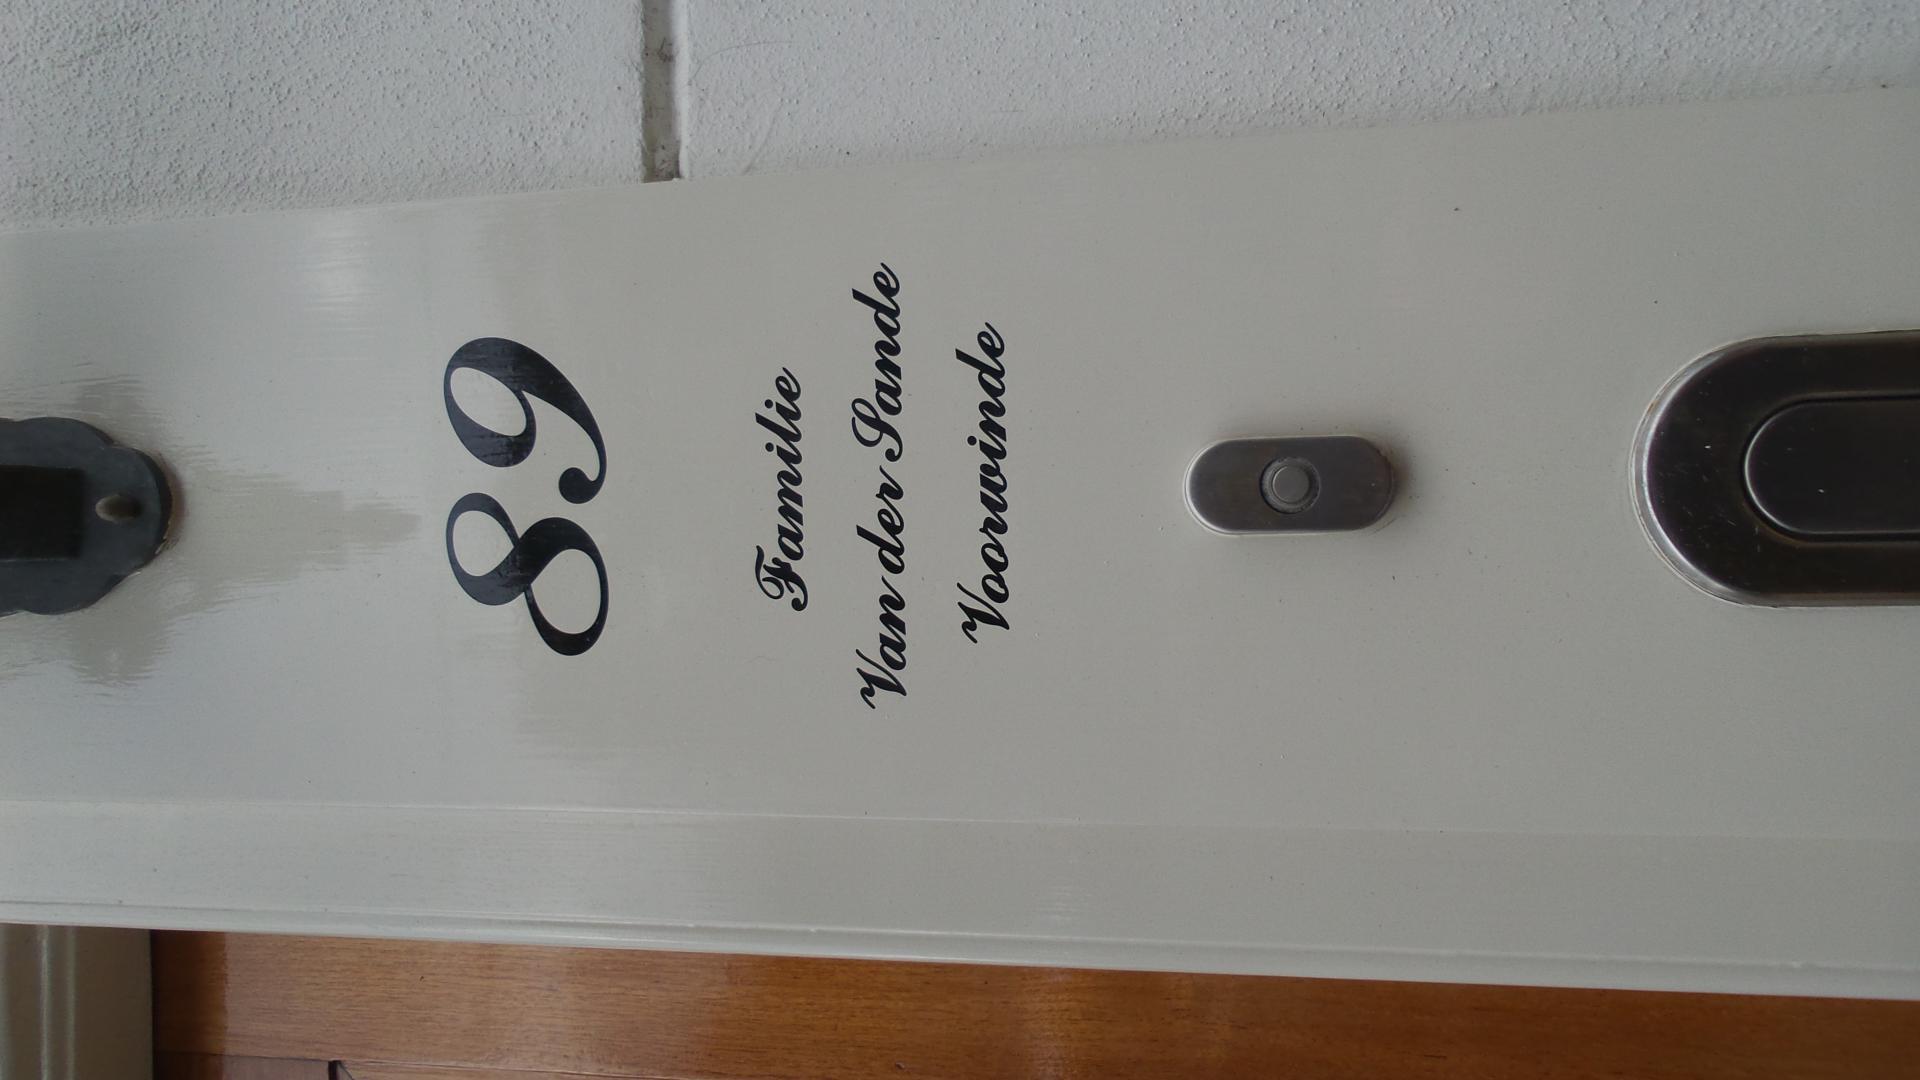 89
Familie
Van der Sande
Voorwinde